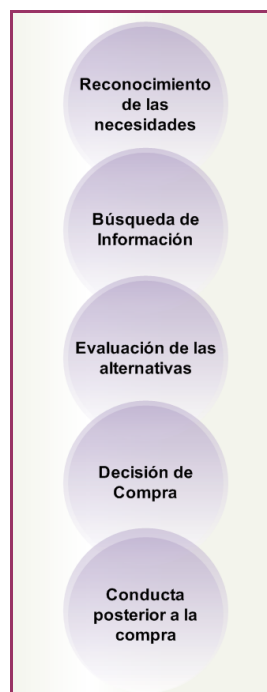 Reconocimiento
de las
necesidades
Búsqueda de
Información
Evaluación de las
alternativas
Decisión de
Compra
Conducta
posterior a la
compra